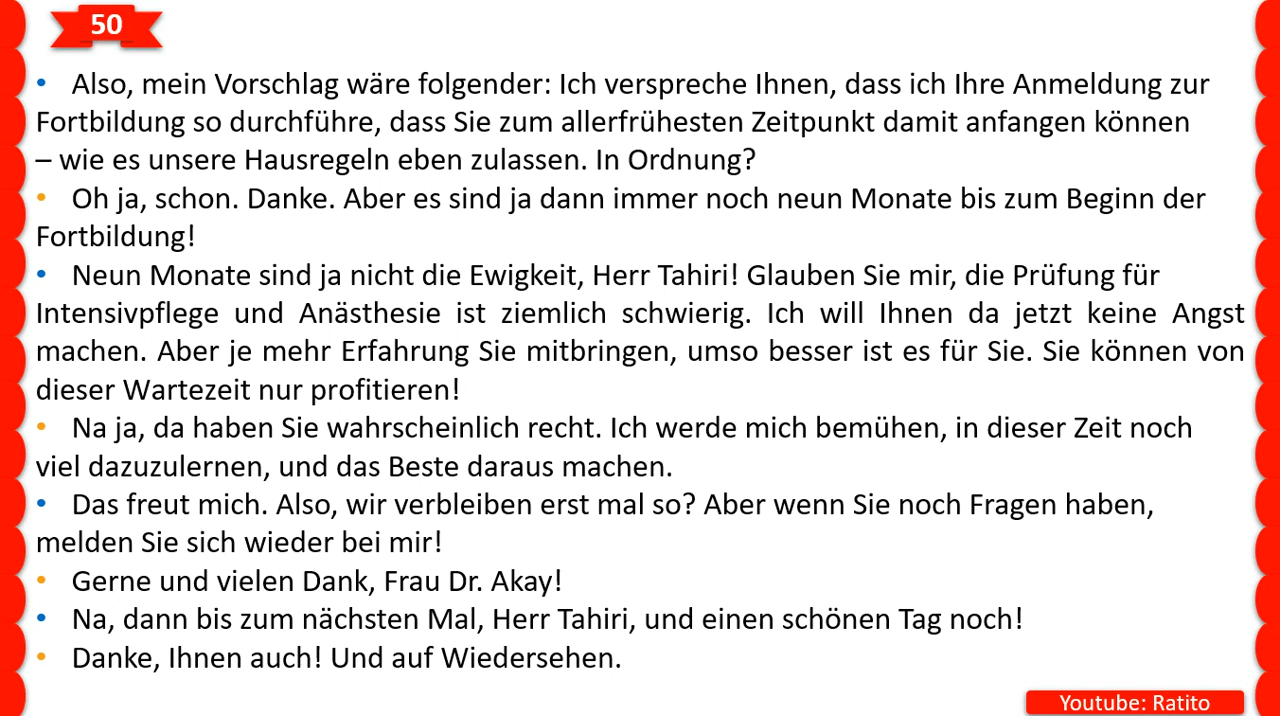 50
• Also, mein Vorschlag wäre folgender: Ich verspreche Ihnen, dass ich Ihre Anmeldung zur
Fortbildung so durchführe, dass Sie zum allerfrühesten Zeitpunkt damit anfangen können
– wie es unsere Hausregeln eben zulassen. In Ordnung?
• Oh ja, schon. Danke. Aber es sind ja dann immer noch neun Monate bis zum Beginn der
Fortbildung!
• Neun Monate sind ja nicht die Ewigkeit, Herr Tahiri! Glauben Sie mir, die Prüfung für
Intensivpflege und Anästhesie ist ziemlich schwierig. Ich will Ihnen da jetzt keine Angst
machen. Aber je mehr Erfahrung Sie mitbringen, umso besser ist es für Sie. Sie können von
dieser Wartezeit nur profitieren!
• Na ja, da haben Sie wahrscheinlich recht. Ich werde mich bemühen, in dieser Zeit noch
viel dazuzulernen, und das Beste daraus machen.
• Das freut mich. Also, wir verbleiben erst mal so? Aber wenn Sie noch Fragen haben,
melden Sie sich wieder bei mir!
• Gerne und vielen Dank, Frau Dr. Akay!
• Na, dann bis zum nächsten Mal, Herr Tahiri, und einen schönen Tag noch!
• Danke, Ihnen auch! Und auf Wiedersehen.
Youtube: Ratito